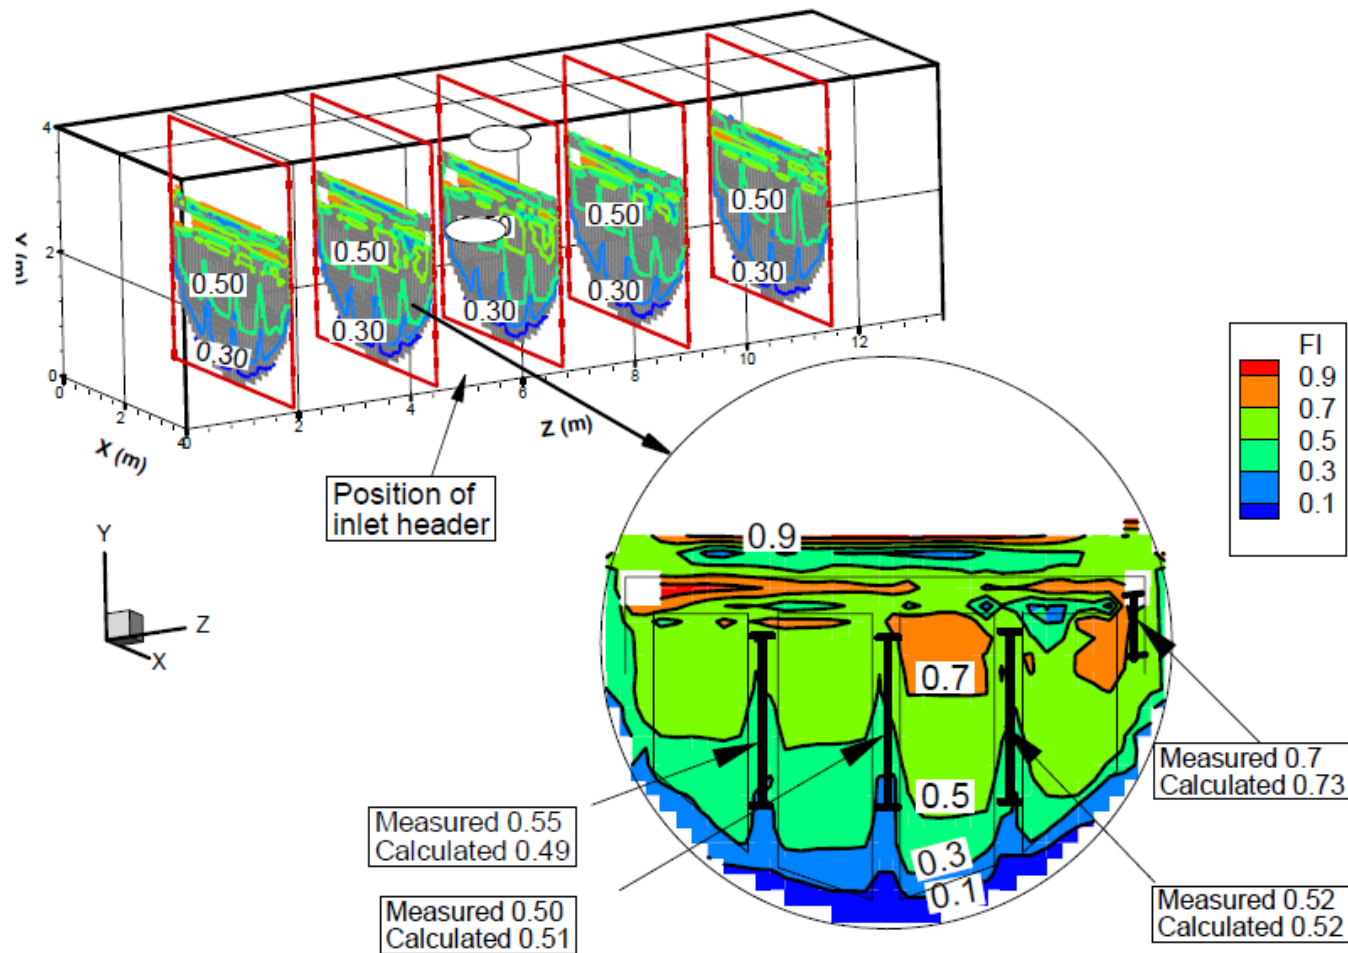 4
2
0
Y (m)
0
2
40
X (m)
2
4
6
8
10
12
Z (m)
0.50
0.30
0.50
0.30
0.30
0.50
0.30
0.50
0.30
Position of
inlet header
Y
Z
X
FI
0.9
0.7
0.5
0.3
0.1
0.9
0.7
0.5
0.3
0.1
Measured 0.7
Calculated 0.73
Measured 0.55
Calculated 0.49
Measured 0.50
Calculated 0.51
Measured 0.52
Calculated 0.52